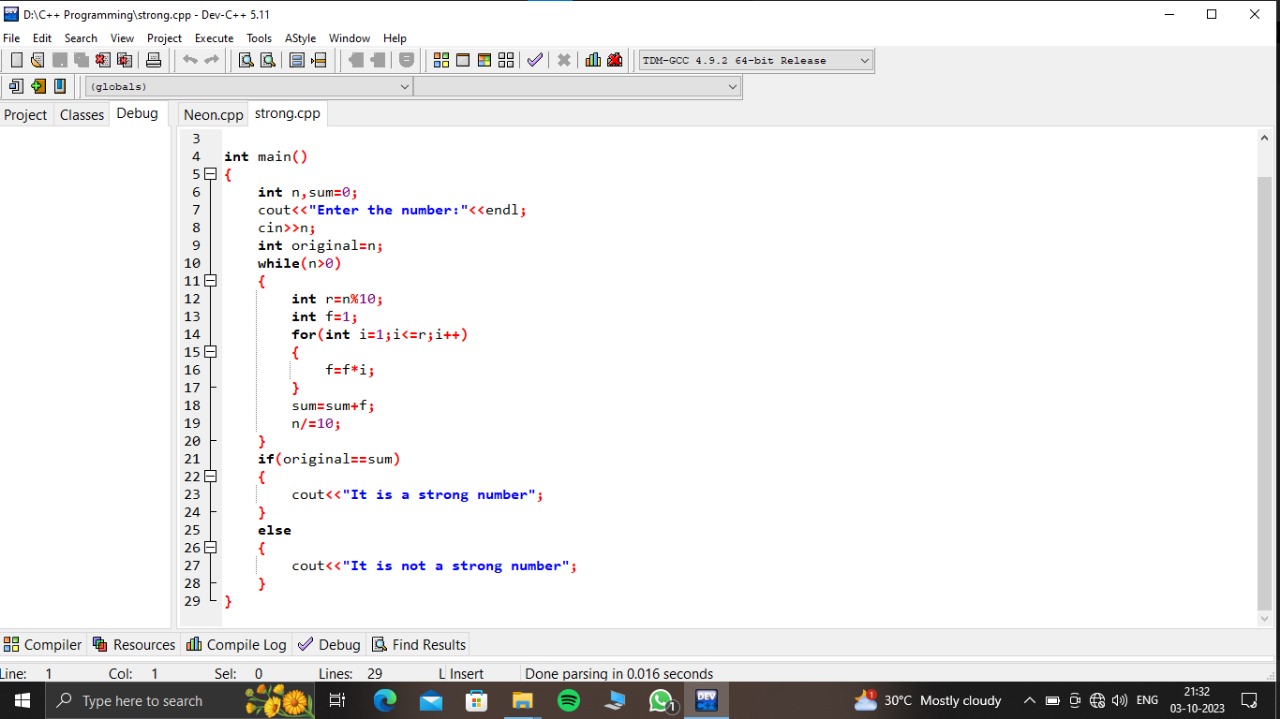 D:\C++ Programming\strong.cpp - Dev-C++ 5.11
File Edit Search View Project Execute Tools AStyle Window Help
TDM-GCC 4.9.2 64-bit Release
(globals)
Project Classes Debug Neon.cpp strong.cpp
3
4 int main()
5 {
6 int n,sum=0;
7 cout<<"Enter the number:"<<endl;
8 cin>>n;
9 int original=n;
10 while(n>0)
11 {
12 int r=n%10;
13 int f=1;
14 for(int i=1;i<=r;i++)
15 {
16 f=f*i;
17 }
18 sum=sum+f;
19 n/=10;
20 }
21 if(original==sum)
22 {
23 cout<<"It is a strong number";
24 }
25 else
26 {
27 cout<<"It is not a strong number";
28 }
29 }
Compiler Resources Compile Log Debug Find Results
Line: 1 Col: 1 Sel: 0 Lines: 29 L Insert Done parsing in 0.016 seconds
Type here to search DEV 1 30°C Mostly cloudy ENG 21:32
03-10-2023